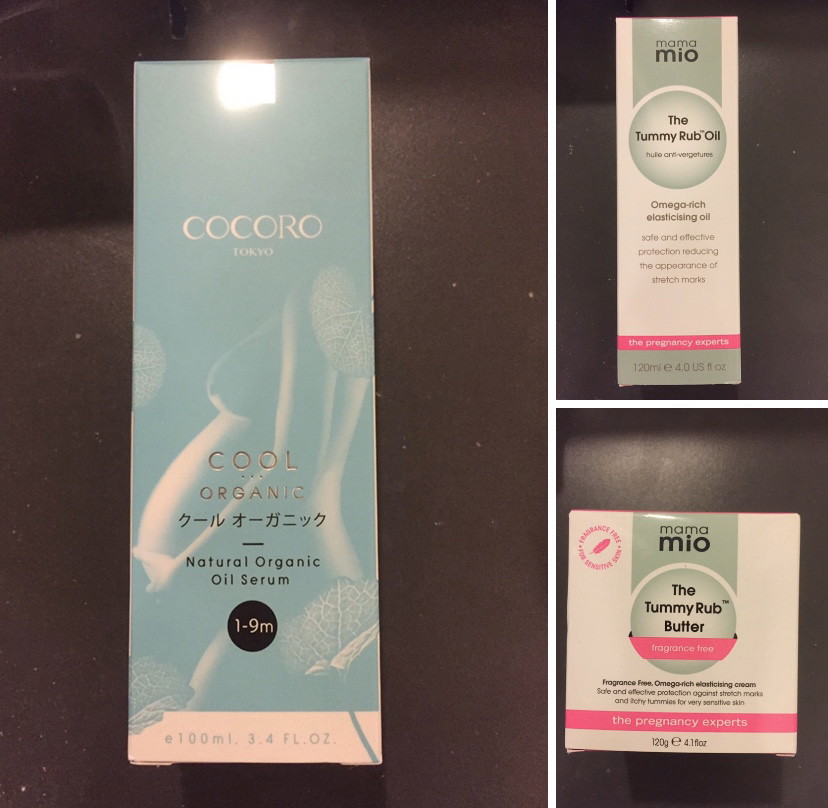 COCORO
TOKYO
COOL
...
ORGANIC
クール オーガニック
Natural Organic
Oil Serum
1-9m
e100ml. 3.4 FL.OZ.
mama
mio
The
Tummy Rub™Oil
huile anti-vergetures
Omega-rich
elasticising oil
safe and effective
protection reducing
the appearance of
stretch marks
the pregnancy experts
120ml e 4.0 US fl oz
FRAGRANCE FREE • FOR SENSITIVE SKIN •
mama
mio
The
Tummy Rub™
Butter
fragrance free
Fragrance Free, Omega-rich elasticising cream
Safe and effective protection against stretch marks
and itchy tummies for very sensitive skin
the pregnancy experts
120g e 4.1floz